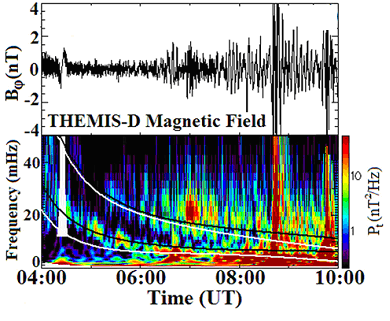 4
2
0
-2
-4
Bφ(nT)
THEMIS-D Magnetic Field
40
20
0
Frequency (mHz)
10
1
Pt(nT²/Hz)
04:00 06:00 08:00 10:00
Time (UT)